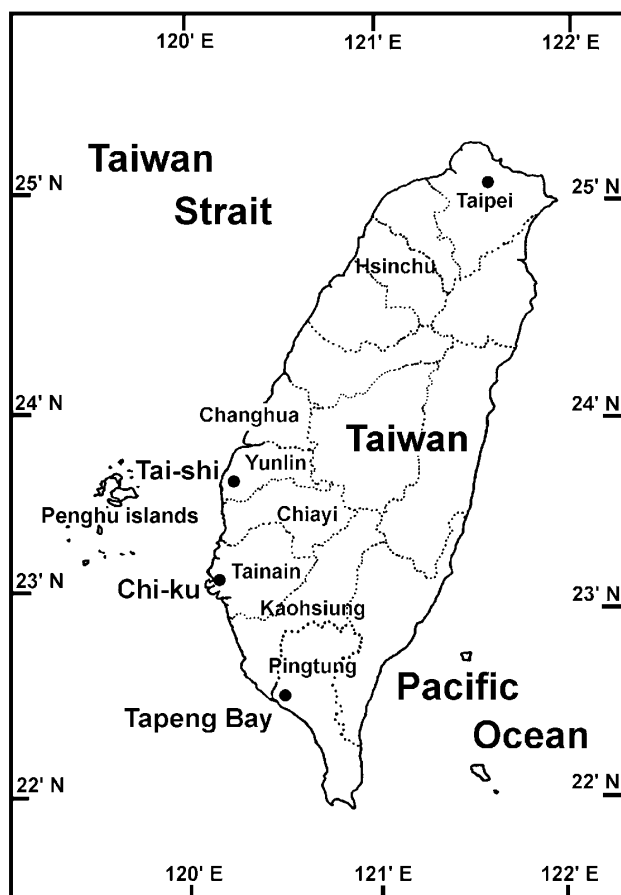 120' E
121' E
122' E
Taiwan
Strait
25' N
25' N
Taipei
Hsinchu
24' N
24' N
Changhua
Taiwan
Tai-shi
Yunlin
Penghu islands
Chiayi
23' N
23' N
Tainain
Chi-ku
Kaohsiung
Pingtung
Pacific
Ocean
Tapeng Bay
22' N
22' N
120' E
121' E
122' E